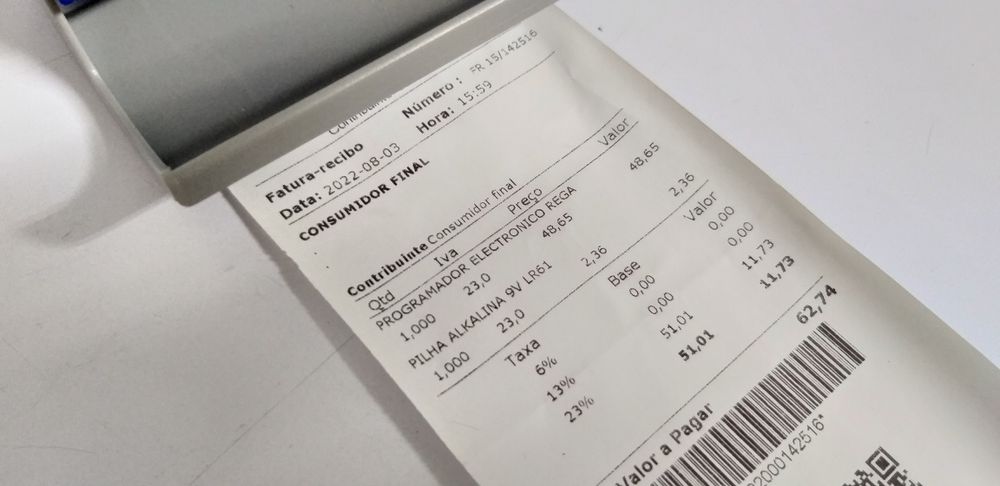 Número : FR 15/142516
Fatura-recibo
Data: 2022-08-03 Hora: 15:59
CONSUMIDOR FINAL
Contribuinte Consumidor final
Qtd Iva Preço Valor
PROGRAMADOR ELECTRONICO REGA
1,000 23,0 48,65 48,65
PILHA ALKALINA 9V LR61
1,000 23,0 2,36 2,36
Taxa Base Valor
6% 0,00 0,00
13% 0,00 0,00
23% 51,01 11,73
51,01 11,73
Valor a Pagar 62,74
2000142516*